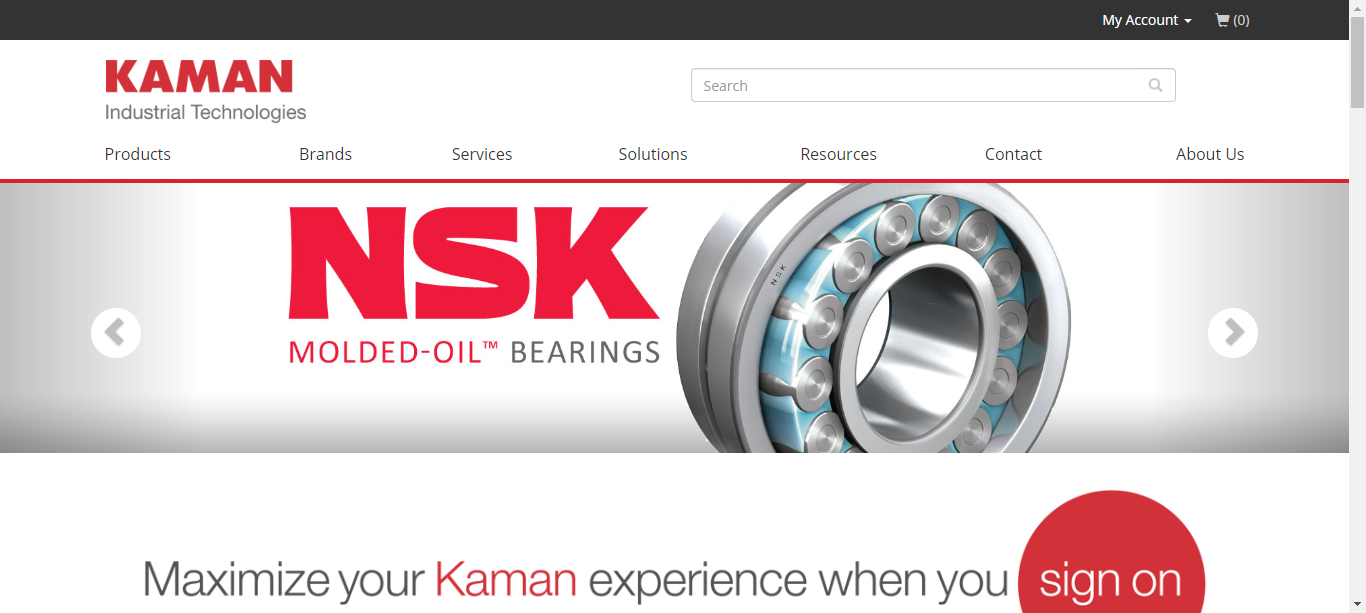 My Account (0)
KAMAN
Industrial Technologies
Search
Products Brands Services Solutions Resources Contact About Us
NSK
MOLDED-OIL™ BEARINGS
NSK
Maximize your Kaman experience when you sign on